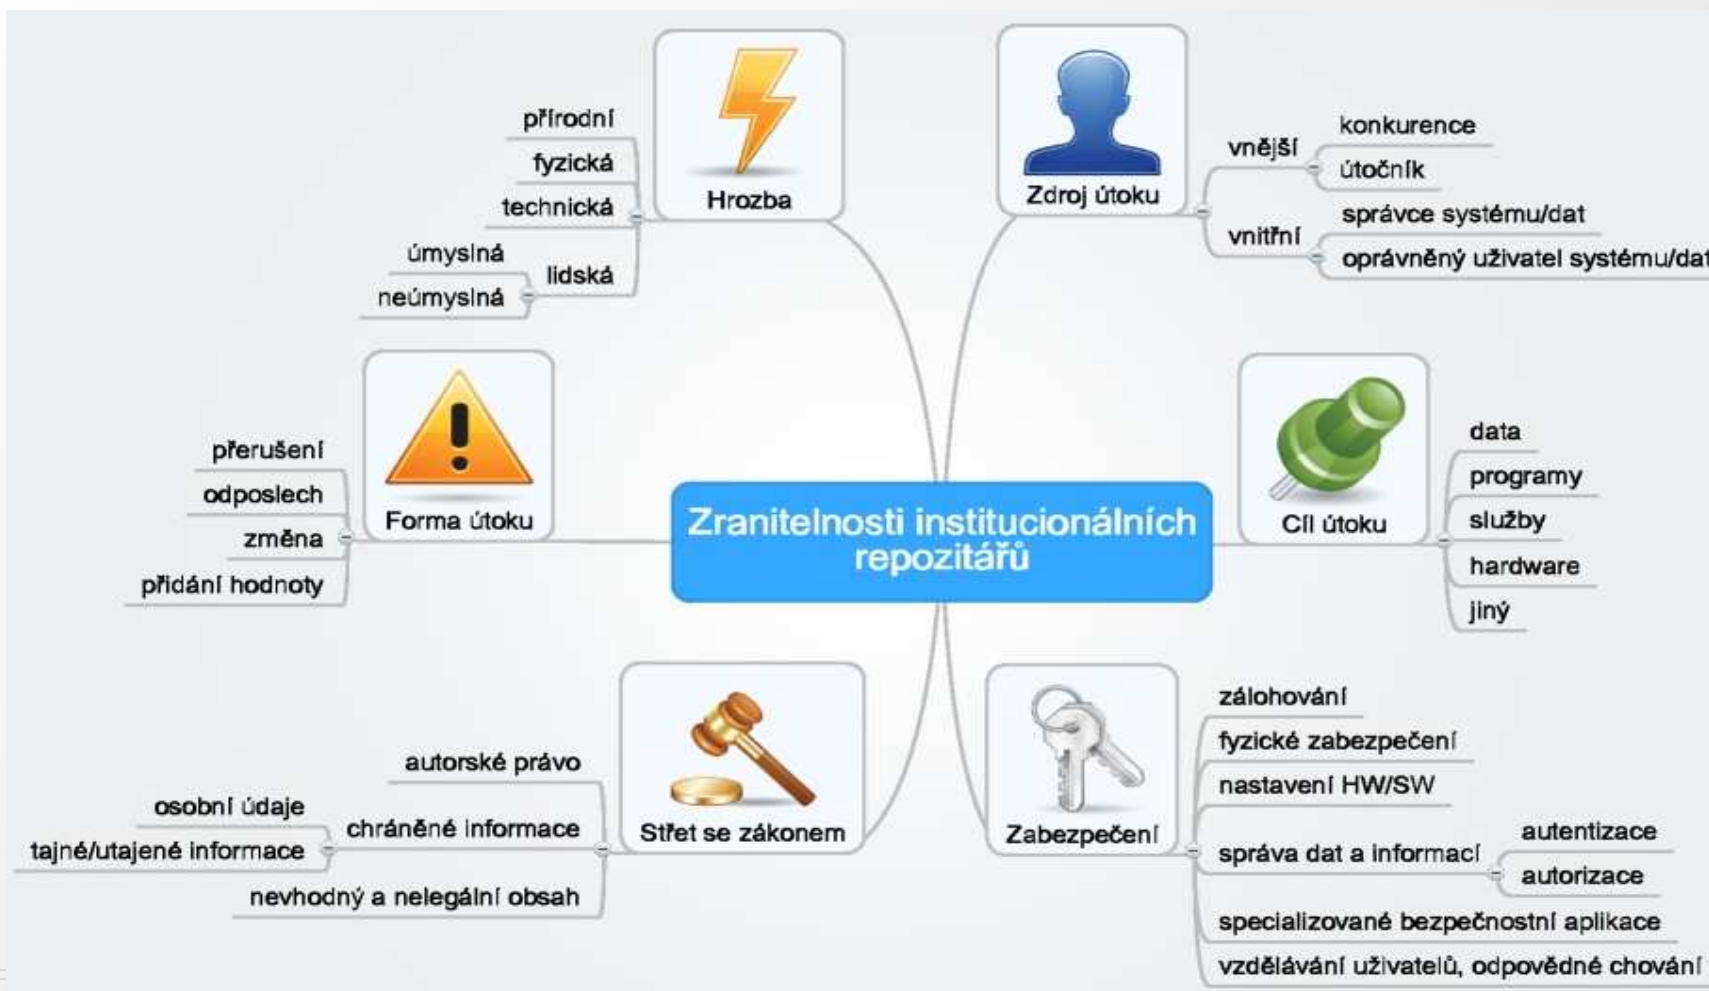 Zranitelnosti institucionálních
repozitářů
Hrozba
přírodní
fyzická
technická
lidská
úmyslná
neúmyslná
Zdroj útoku
vnější
konkurence
útočník
vnitřní
správce systému/dat
oprávněný uživatel systému/dat
Forma útoku
přerušení
odposlech
změna
přidání hodnoty
Cíl útoku
data
programy
služby
hardware
jiný
Střet se zákonem
autorské právo
chráněné informace
osobní údaje
tajné/utajené informace
nevhodný a nelegální obsah
Zabezpečení
zálohování
fyzické zabezpečení
nastavení HW/SW
správa dat a informací
autentizace
autorizace
specializované bezpečnostní aplikace
vzdělávání uživatelů, odpovědné chování